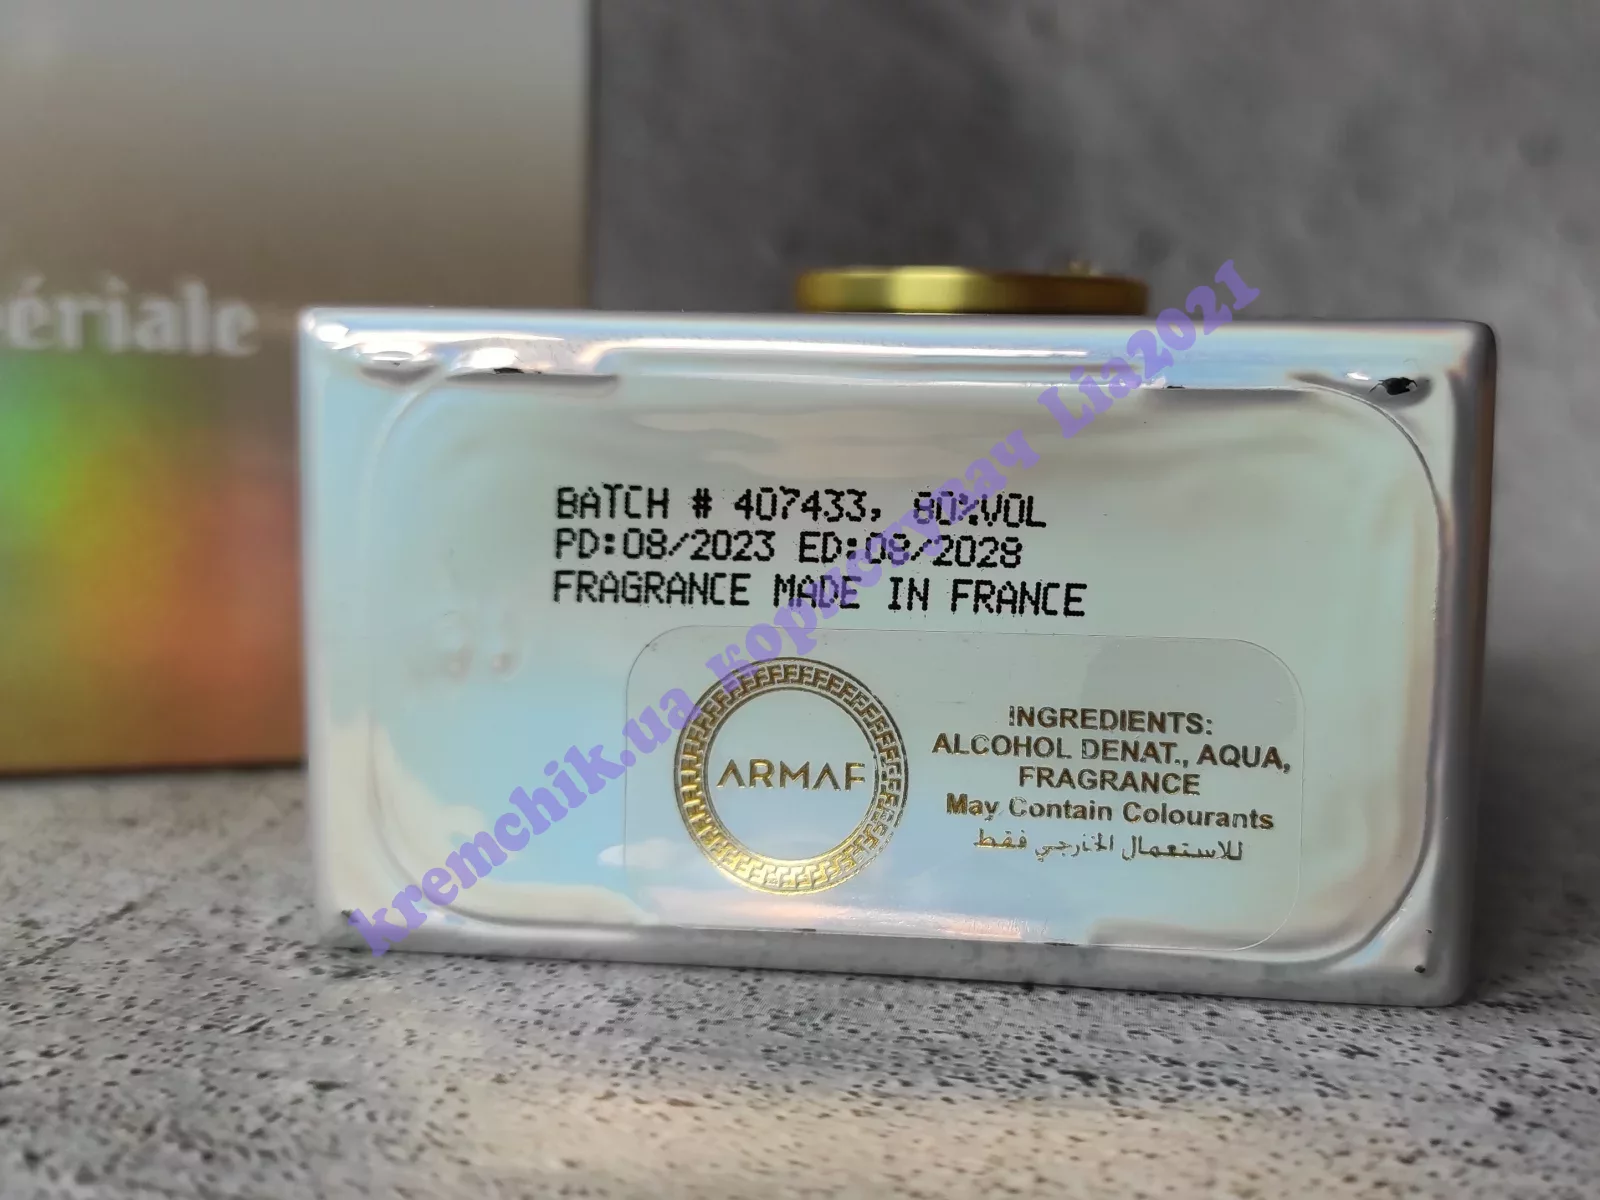 ériale
BATCH # 407433, 80%VOL
PD:08/2023 ED:08/2028
FRAGRANCE MADE IN FRANCE
ARMAF
INGREDIENTS:
ALCOHOL DENAT., AQUA,
FRAGRANCE
May Contain Colourants
للاستعمال الخارجي فقط
kremchik.ua користувач Lia2021